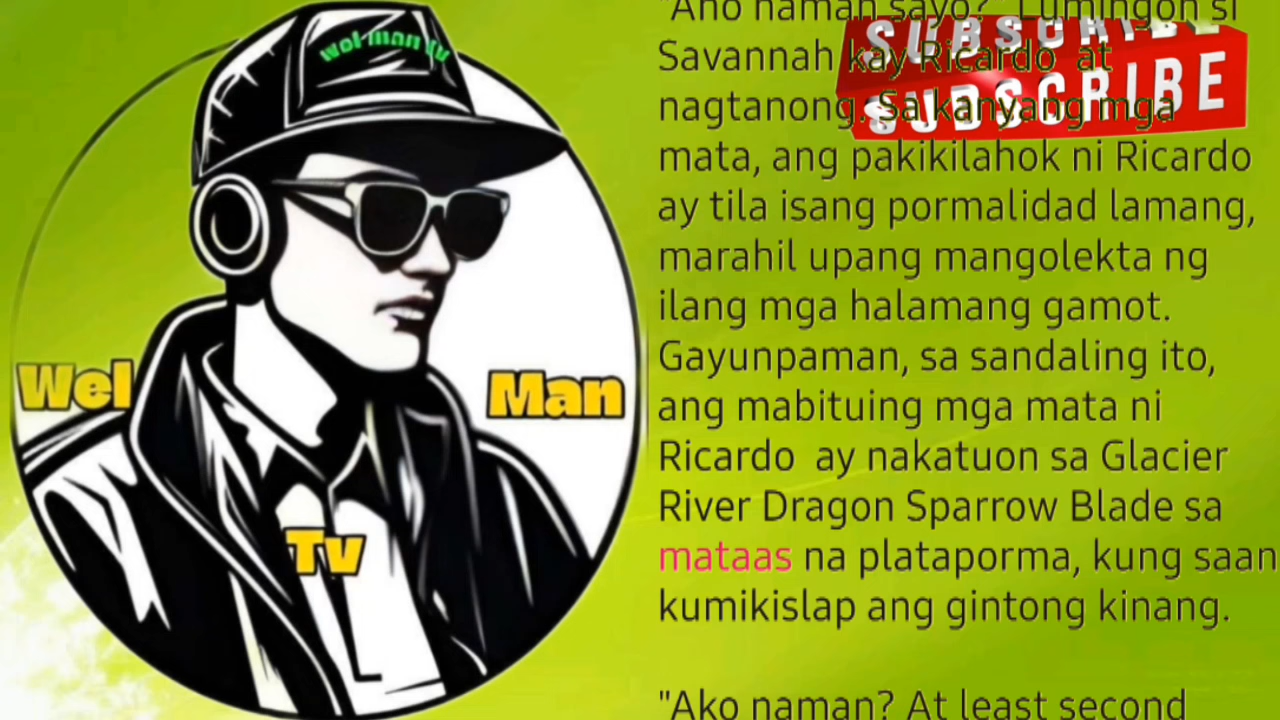 wel man tv
Wel
Man
Tv
"Ano naman sayo?" Lumingon si
Savannah kay Ricardo at
nagtanong. Sa kanyang mga
mata, ang pakikilahok ni Ricardo
ay tila isang pormalidad lamang,
marahil upang mangolekta ng
ilang mga halamang gamot.
Gayunpaman, sa sandaling ito,
ang mabituing mga mata ni
Ricardo ay nakatuon sa Glacier
River Dragon Sparrow Blade sa
mataas na plataporma, kung saan
kumikislap ang gintong kinang.
"Ako naman? At least second
SUBSCRIBE
SUBSCRIBE